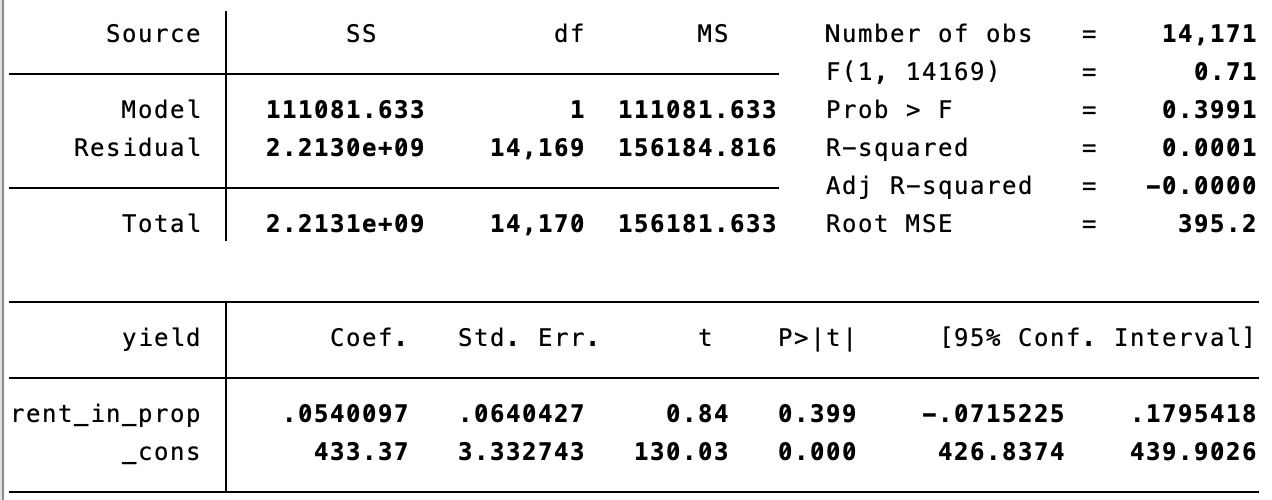 Source SS df MS Number of obs = 14,171
F(1, 14169) = 0.71
Model 111081.633 1 111081.633 Prob > F = 0.3991
Residual 2.2130e+09 14,169 156184.816 R-squared = 0.0001
Adj R-squared = -0.0000
Total 2.2131e+09 14,170 156181.633 Root MSE = 395.2
yield Coef. Std. Err. t P>|t| [95% Conf. Interval]
rent_in_prop .0540097 .0640427 0.84 0.399 -.0715225 .1795418
_cons 433.37 3.332743 130.03 0.000 426.8374 439.9026